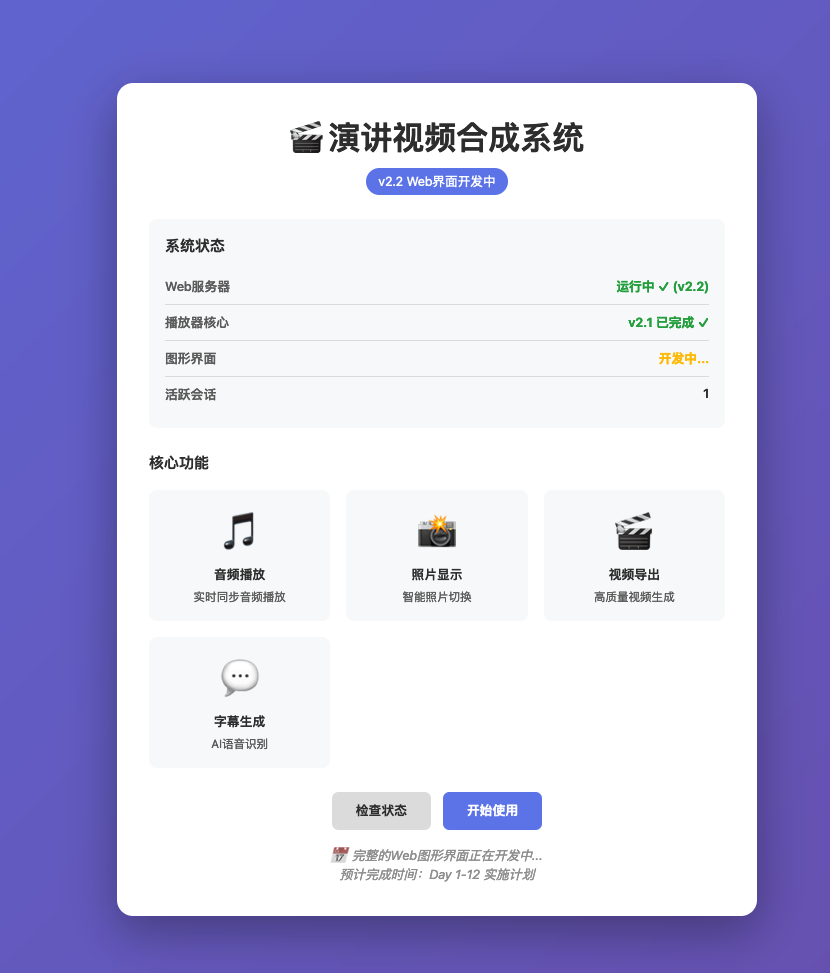 演讲视频合成系统
v2.2 Web界面开发中
系统状态
Web服务器 运行中 ✓ (v2.2)
播放器核心 v2.1 已完成 ✓
图形界面 开发中...
活跃会话 1
核心功能
音频播放
实时同步音频播放
照片显示
智能照片切换
视频导出
高质量视频生成
字幕生成
AI语音识别
检查状态 开始使用
📅 完整的Web图形界面正在开发中...
预计完成时间：Day 1-12 实施计划